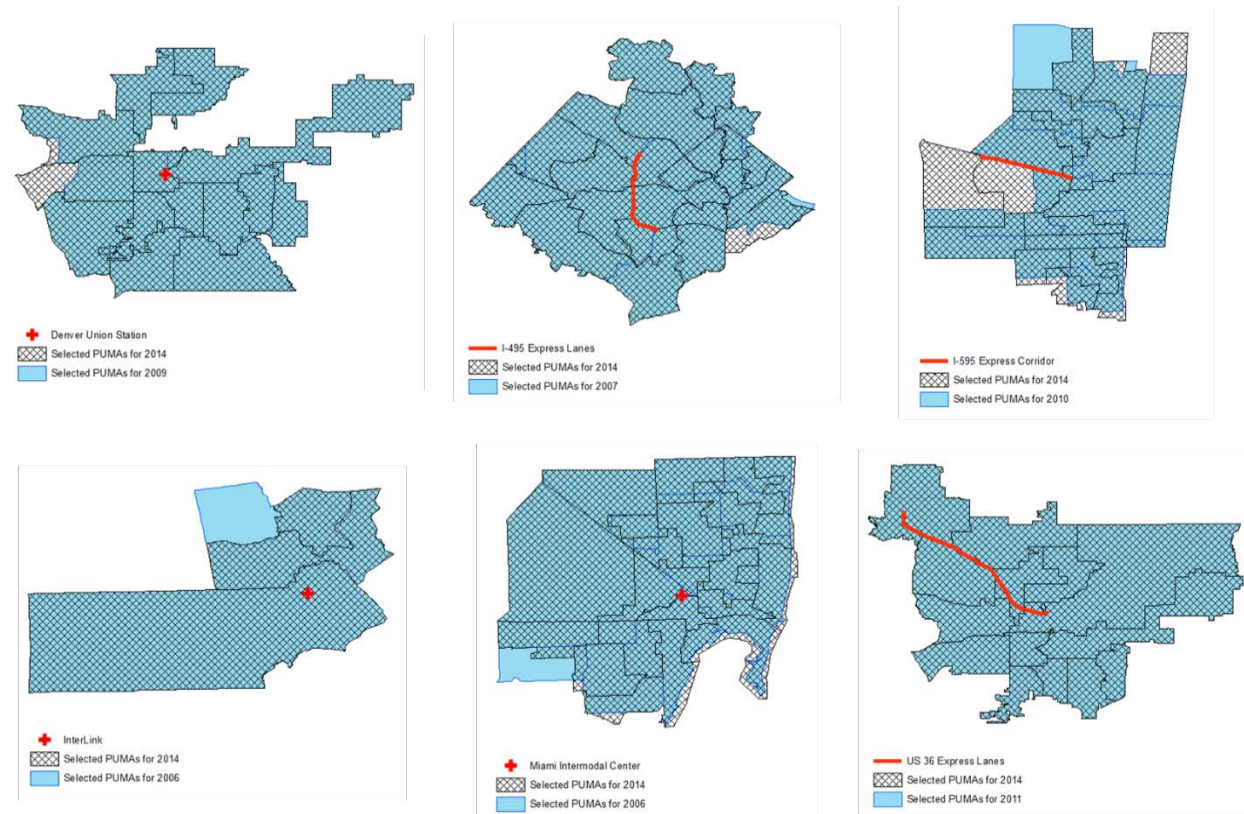 Denver Union Station
Selected PUMAs for 2014
Selected PUMAs for 2009
I-495 Express Lanes
Selected PUMAs for 2014
Selected PUMAs for 2007
I-595 Express Corridor
Selected PUMAs for 2014
Selected PUMAs for 2010
InterLink
Selected PUMAs for 2014
Selected PUMAs for 2006
Miami Intermodal Center
Selected PUMAs for 2014
Selected PUMAs for 2006
US 36 Express Lanes
Selected PUMAs for 2014
Selected PUMAs for 2011